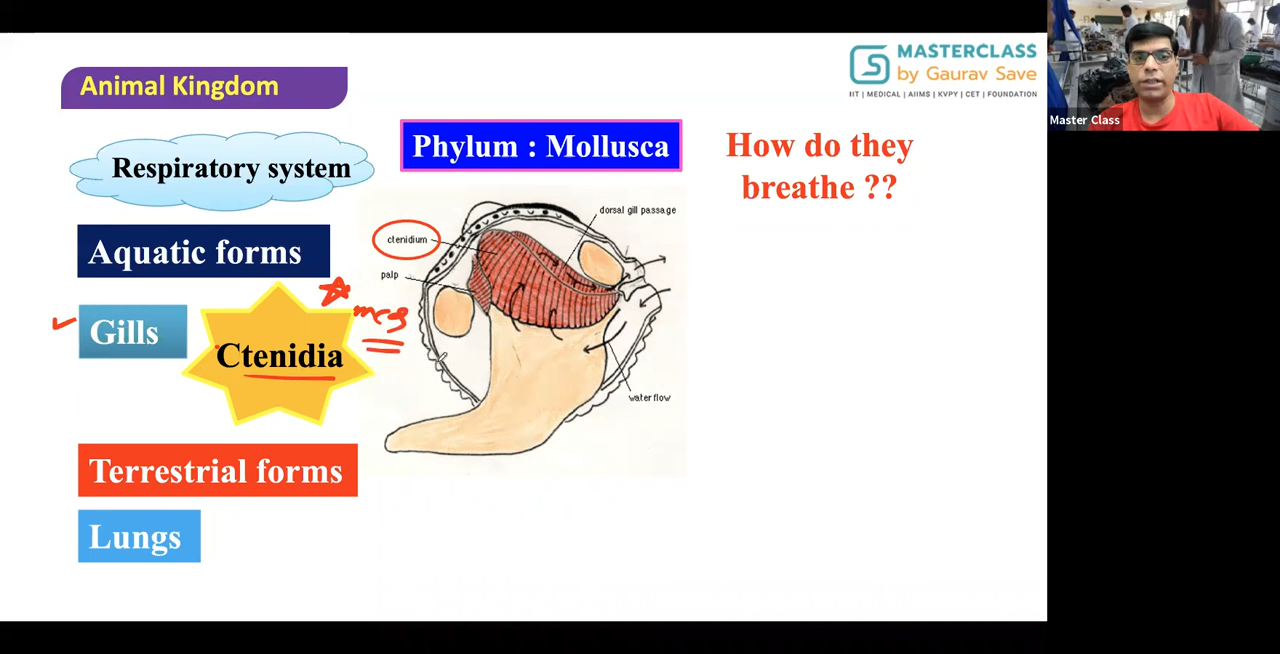 Animal Kingdom
MASTERCLASS
by Gaurav Save
IIT | MEDICAL | AIIMS | KVPY | CET | FOUNDATION
Master Class
Respiratory system
Phylum : Mollusca
How do they
breathe ??
Aquatic forms
dorsal gill passage
ctenidium
palp
Gills
mcq
Ctenidia
water flow
Terrestrial forms
Lungs